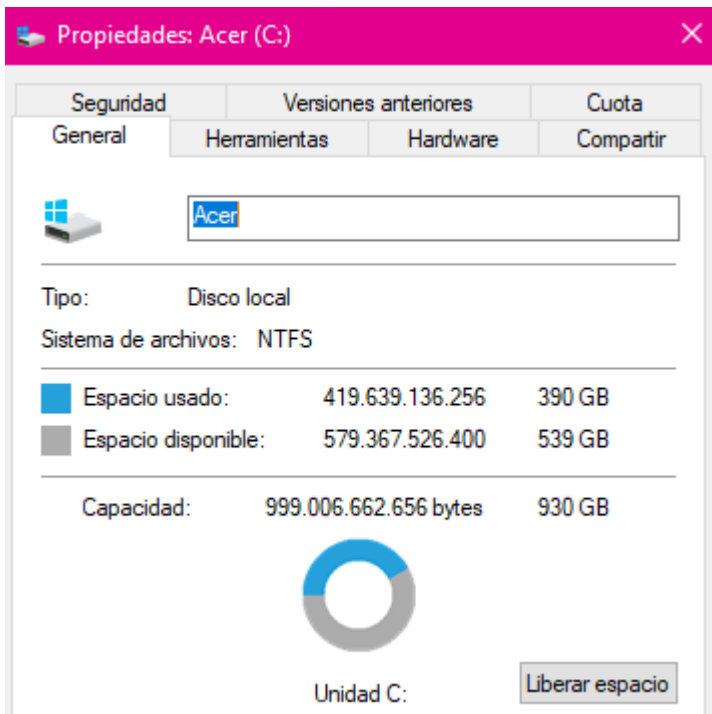 Propiedades: Acer (C:)
Seguridad Versiones anteriores Cuota
General Herramientas Hardware Compartir
Acer
Tipo: Disco local
Sistema de archivos: NTFS
Espacio usado: 419.639.136.256 390 GB
Espacio disponible: 579.367.526.400 539 GB
Capacidad: 999.006.662.656 bytes 930 GB
Unidad C:
Liberar espacio